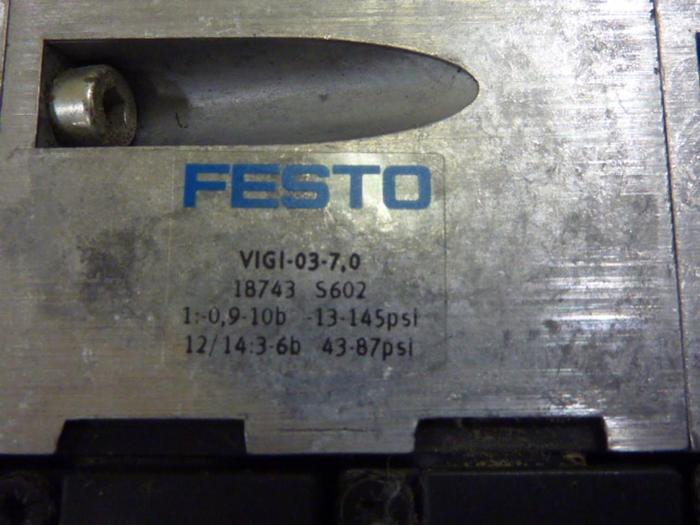 FESTO
VIGI-03-7,0
18743 S602
1:-0,9-10b -13-145psi
12/14:3-6b 43-87psi